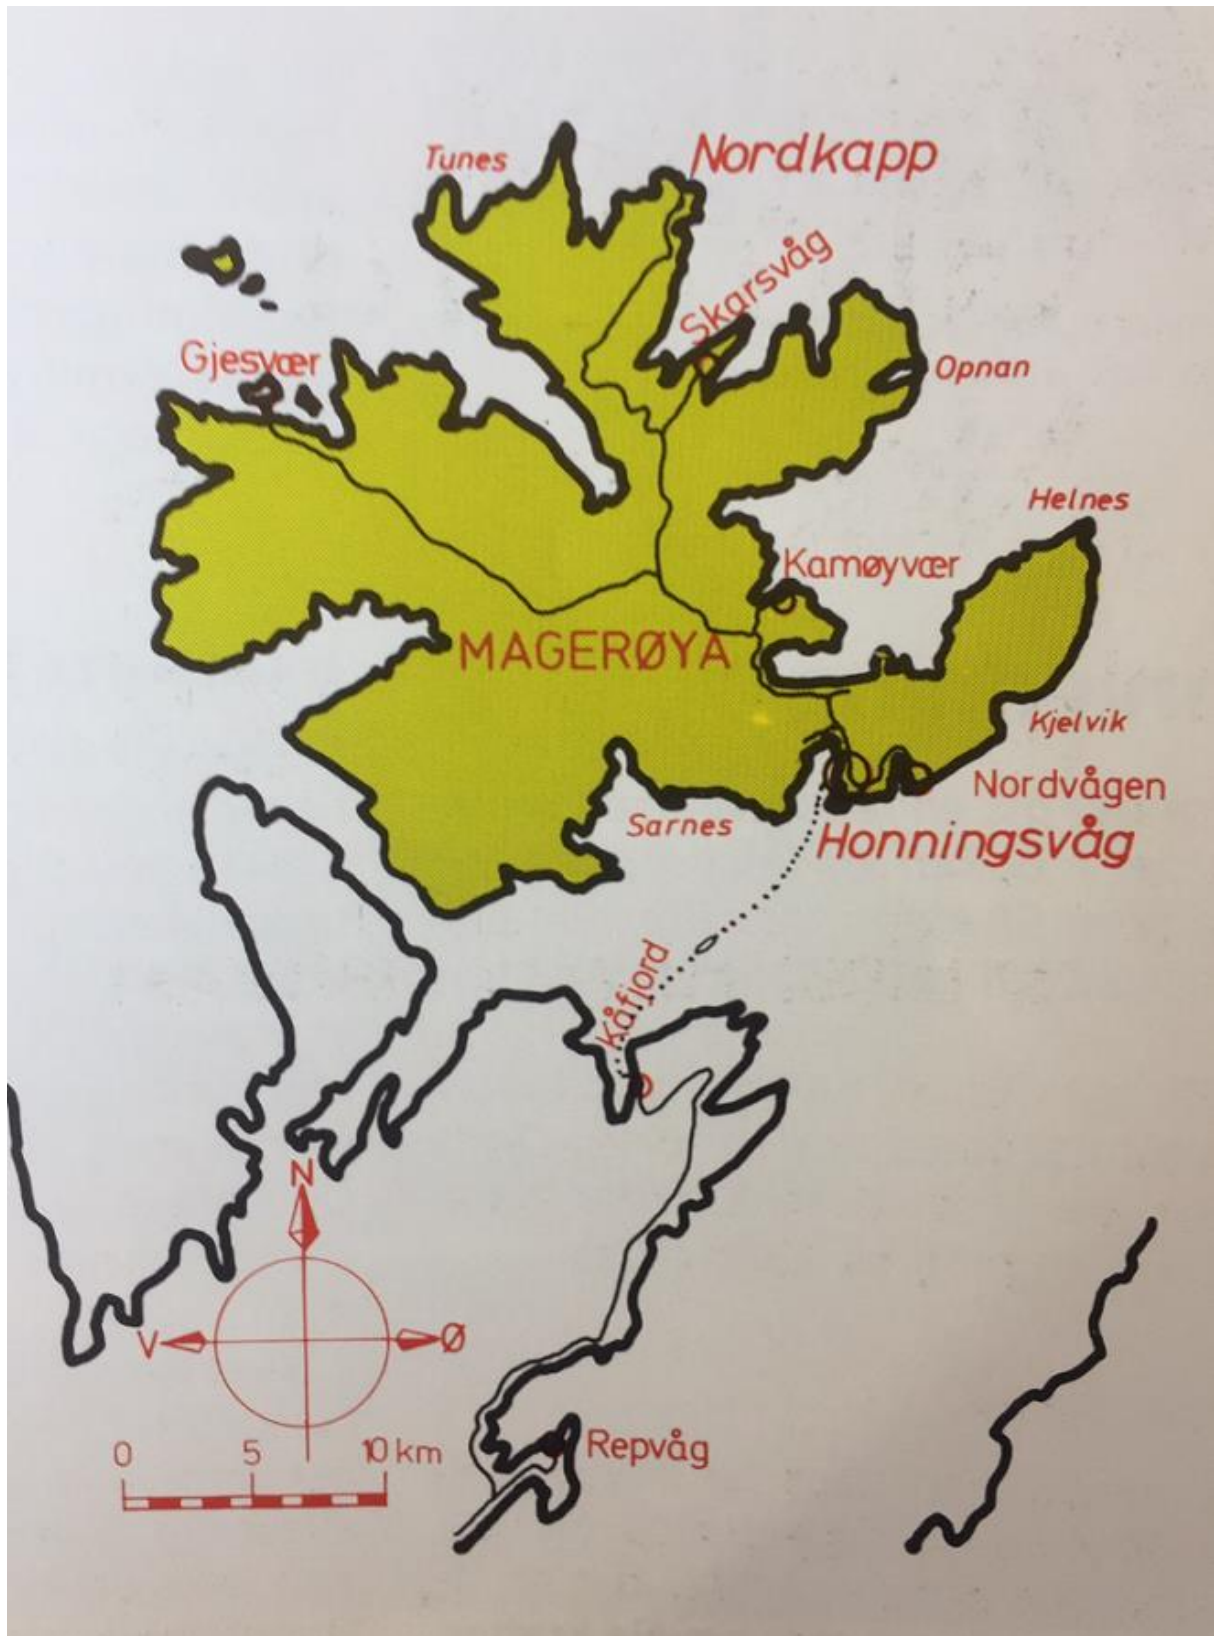 Tunes
Nordkapp
Skarsvåg
Gjesvær
Opnan
Helnes
Kamøyvær
MAGERØYA
Kjelvik
Nordvågen
Sarnes
Honningsvåg
Kåfjord
N
V Ø
0 5 10 km
Repvåg